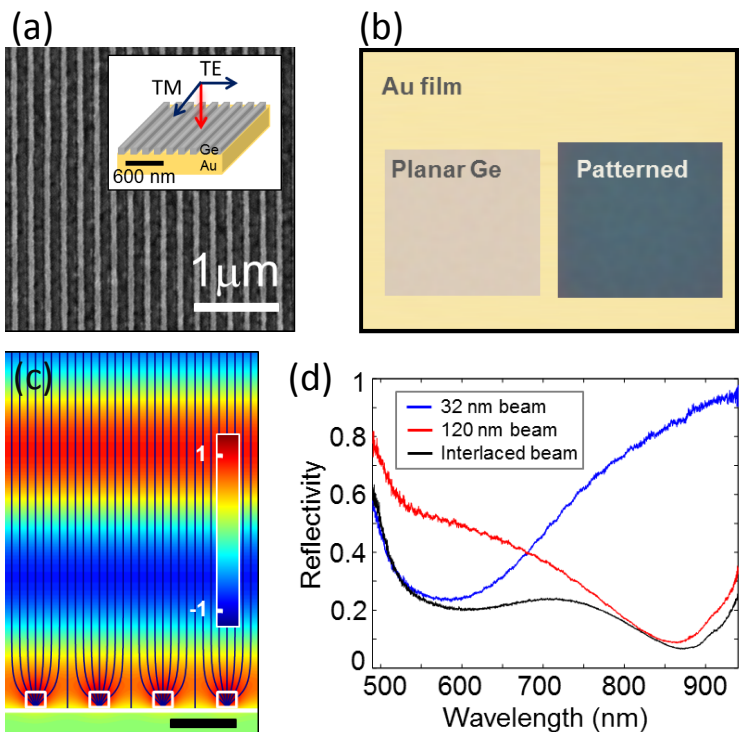 (a)
TE
TM
Ge
Au
600 nm
1μm
(b)
Au film
Planar Ge
Patterned
(c)
1
-1
(d)
1
0.8
0.6
0.4
0.2
0
Reflectivity
32 nm beam
120 nm beam
Interlaced beam
500 600 700 800 900
Wavelength (nm)